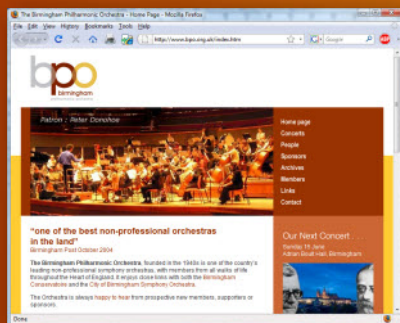 The Birmingham Philharmonic Orchestra - Home Page - Mozilla Firefox
File Edit View History Bookmarks Tools Help
http://www.bpo.org.uk/index.htm
Google
bpo
birmingham
Patron : Peter Donohoe
Home page
Concerts
People
Sponsors
Archives
Members
Links
Contact
“one of the best non-professional orchestras
in the land”
Birmingham Post October 2004
The Birmingham Philharmonic Orchestra, founded in the 1940s is one of the country's
leading non-professional symphony orchestras, with members from all walks of life
throughout the Heart of England. It enjoys close links with both the Birmingham
Conservatoire and the City of Birmingham Symphony Orchestra.
The Orchestra is always happy to hear from prospective new members, supporters or
sponsors.
Our Next Concert . . .
Sunday 15 June
Adrian Boult Hall, Birmingham
Done